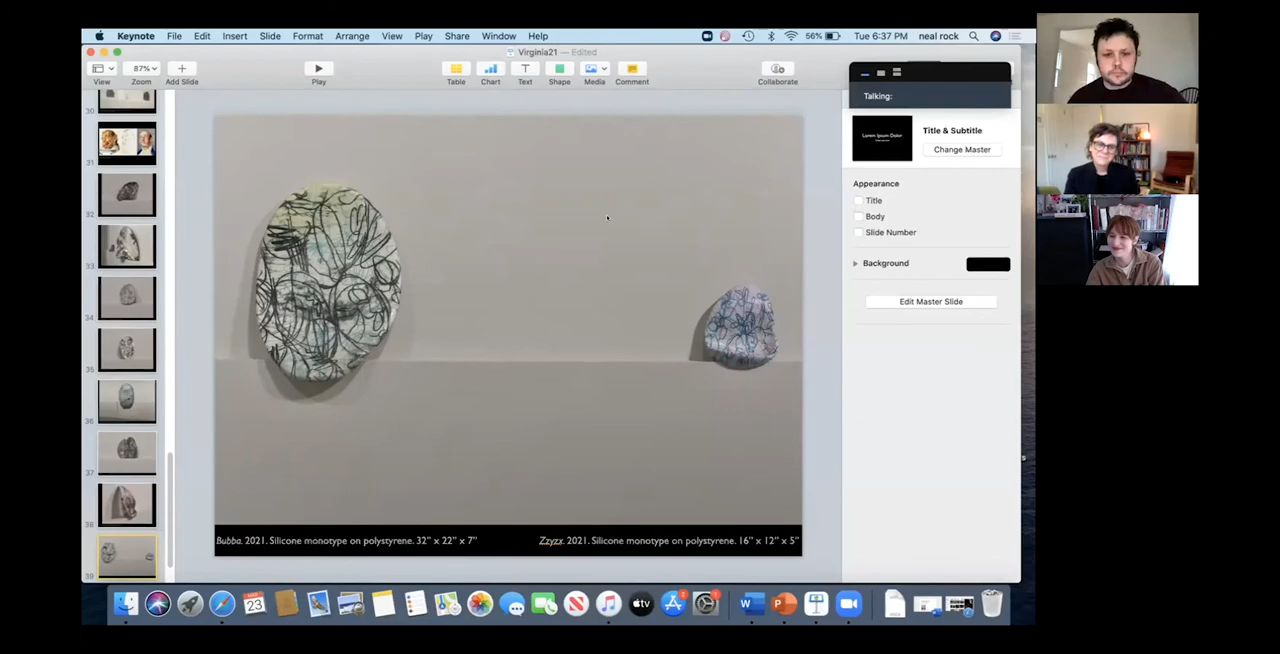 Keynote File Edit Insert Slide Format Arrange View Play Share Window Help 56% Tue 6:37 PM neal rock
Virginia21 — Edited
87%
View Zoom Add Slide Play Table Chart Text Shape Media Comment Collaborate
Talking:
Lorem Ipsum Dolor
Title & Subtitle
Change Master
Appearance
Title
Body
Slide Number
Background
Edit Master Slide
30
31
32
33
34
35
36
37
38
39
Bubba. 2021. Silicone monotype on polystyrene. 32” x 22” x 7”
Zzyzx. 2021. Silicone monotype on polystyrene. 16” x 12” x 5”
23
tv